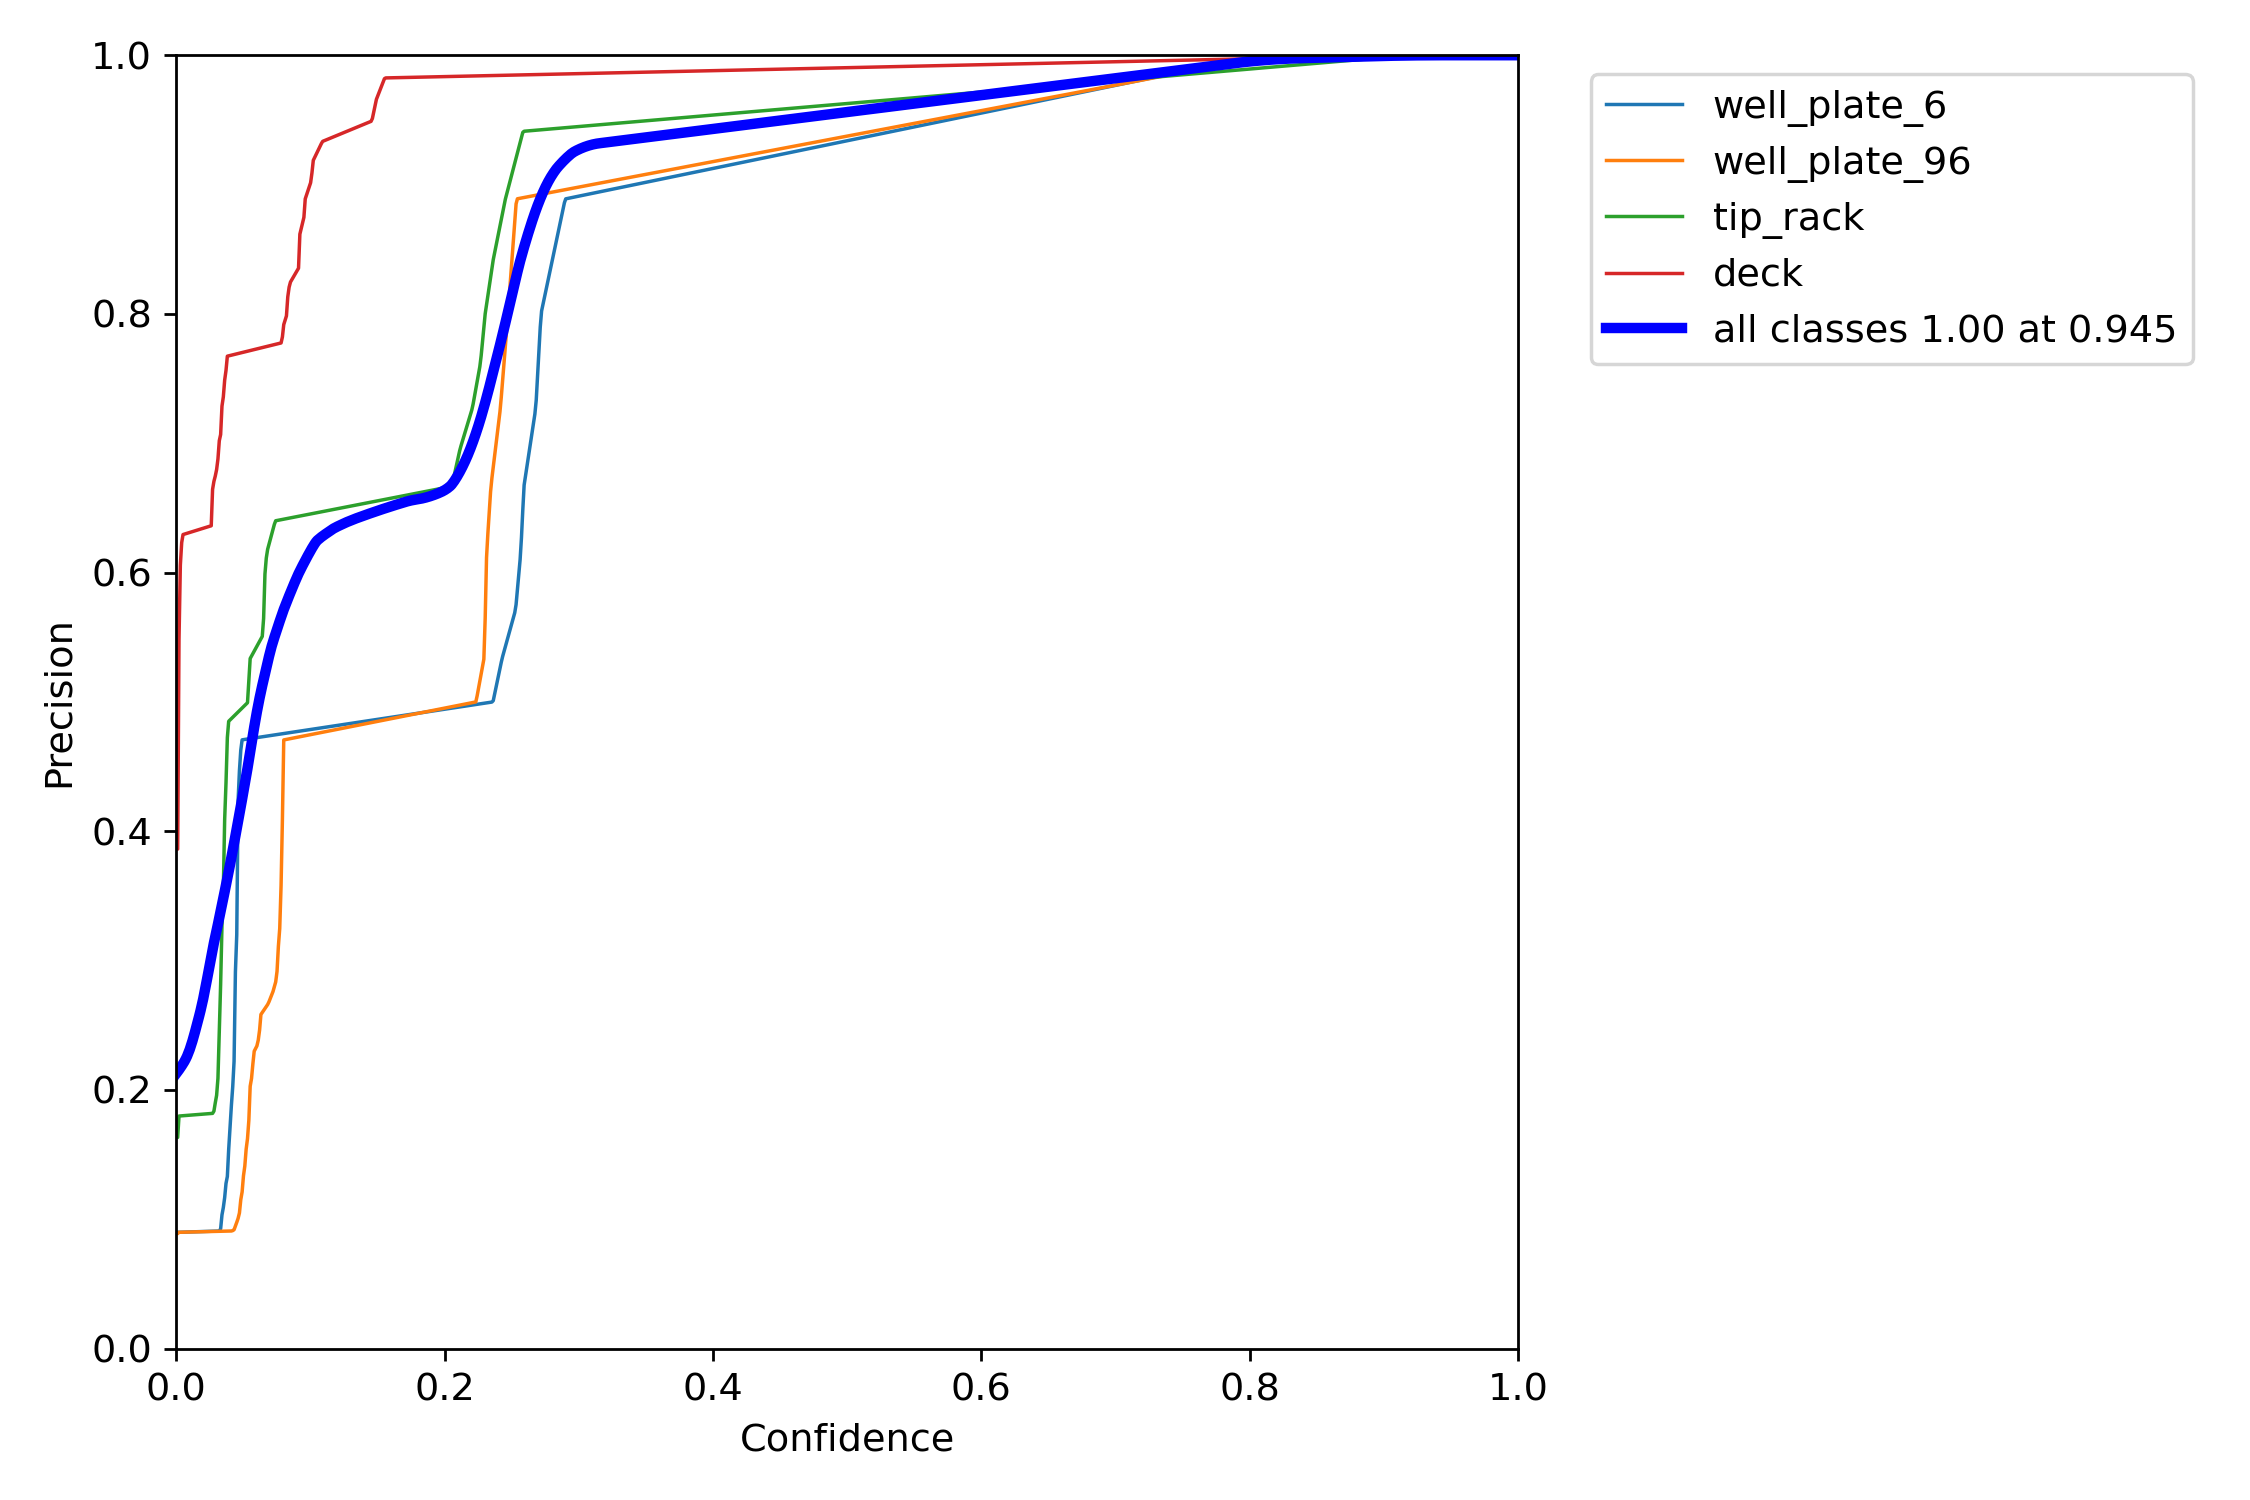 1.0
0.8
0.6
0.4
0.2
0.0
Precision
0.0 0.2 0.4 0.6 0.8 1.0
Confidence
well_plate_6
well_plate_96
tip_rack
deck
all classes 1.00 at 0.945